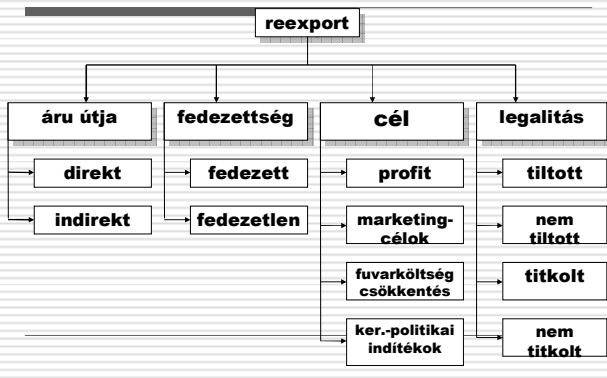 reexport
áru útja
direkt
indirekt
fedezettség
fedezett
fedezetlen
cél
profit
marketing-
célok
fuvarköltség
csökkentés
ker.-politikai
indítékok
legalitás
tiltott
nem
tiltott
titkolt
nem
titkolt